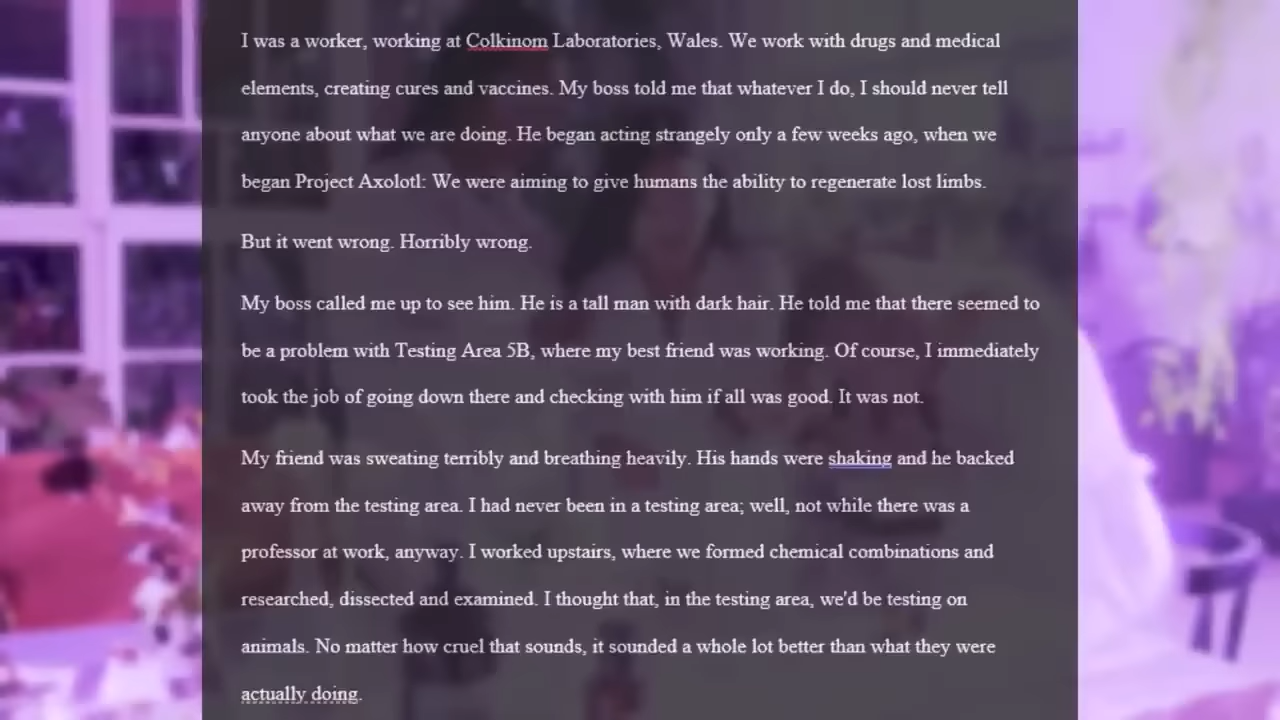 I was a worker, working at Colkinom Laboratories, Wales. We work with drugs and medical
elements, creating cures and vaccines. My boss told me that whatever I do, I should never tell
anyone about what we are doing. He began acting strangely only a few weeks ago, when we
began Project Axolotl: We were aiming to give humans the ability to regenerate lost limbs.
But it went wrong. Horribly wrong.
My boss called me up to see him. He is a tall man with dark hair. He told me that there seemed to
be a problem with Testing Area 5B, where my best friend was working. Of course, I immediately
took the job of going down there and checking with him if all was good. It was not.
My friend was sweating terribly and breathing heavily. His hands were shaking and he backed
away from the testing area. I had never been in a testing area; well, not while there was a
professor at work, anyway. I worked upstairs, where we formed chemical combinations and
researched, dissected and examined. I thought that, in the testing area, we'd be testing on
animals. No matter how cruel that sounds, it sounded a whole lot better than what they were
actually doing.